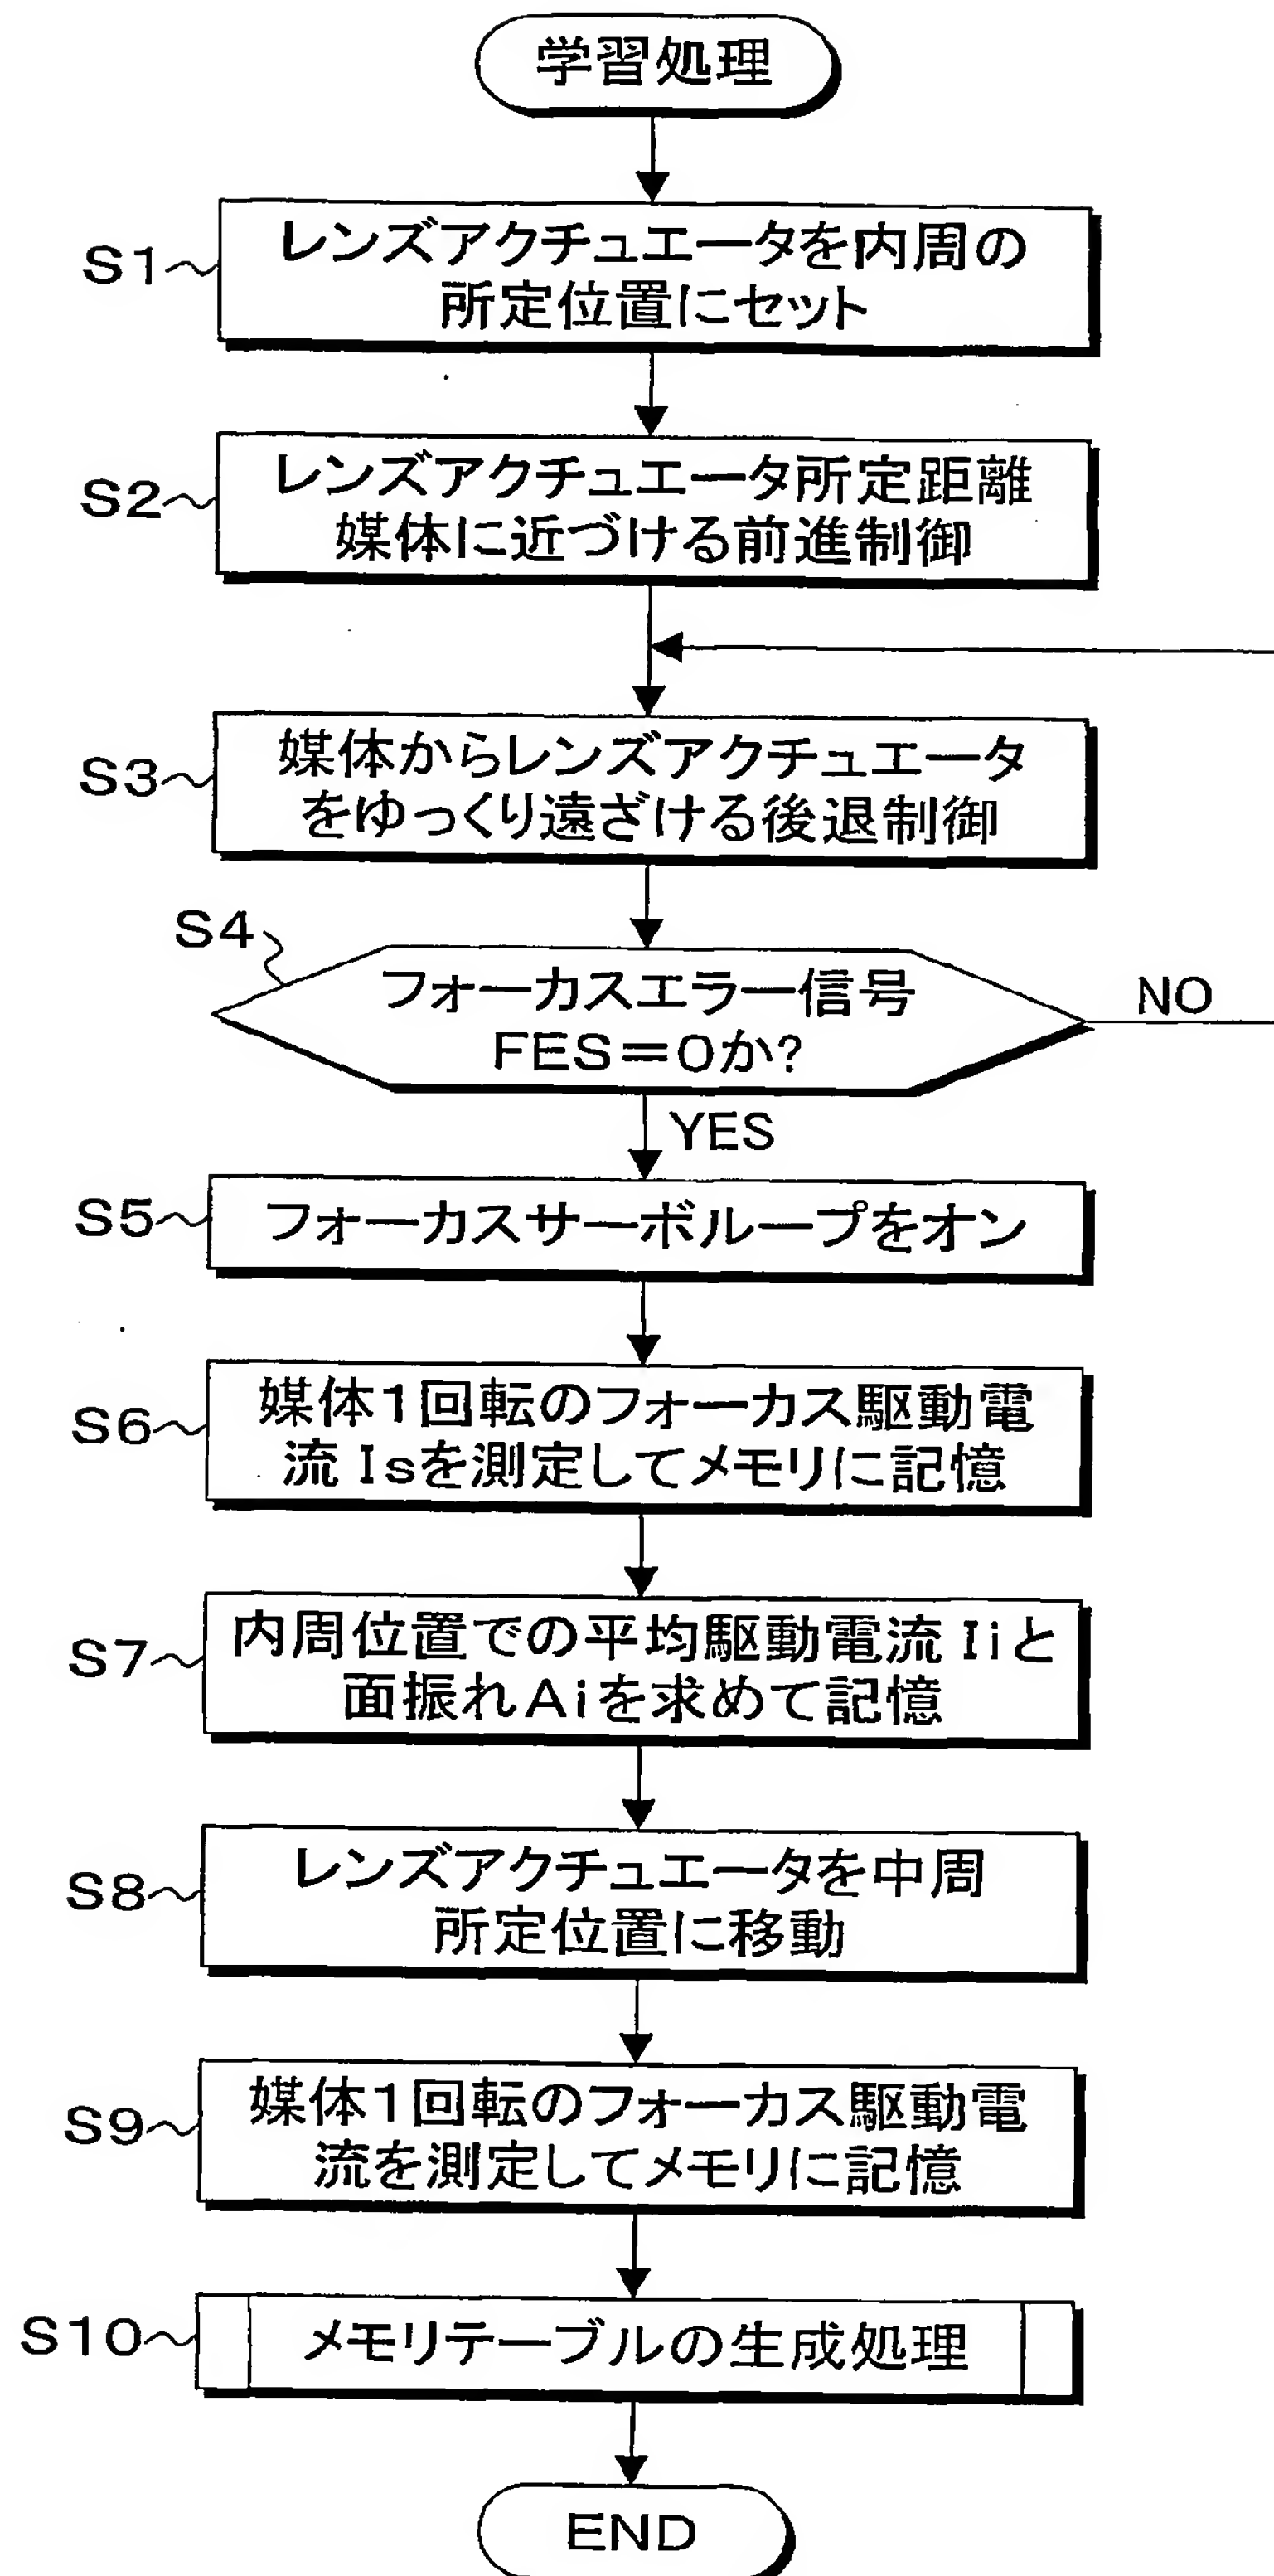 学習処理
S1
レンズアクチュエータを内周の
所定位置にセット
S2
レンズアクチュエータ所定距離
媒体に近づける前進制御
S3
媒体からレンズアクチュエータ
をゆっくり遠ざける後退制御
S4
フォーカスエラー信号
FES=0か?
NO
YES
S5
フォーカスサーボループをオン
S6
媒体1回転のフォーカス駆動電
流Isを測定してメモリに記憶
S7
内周位置での平均駆動電流Iiと
面振れAiを求めて記憶
S8
レンズアクチュエータを中周
所定位置に移動
S9
媒体1回転のフォーカス駆動電
流を測定してメモリに記憶
S10
メモリテーブルの生成処理
END